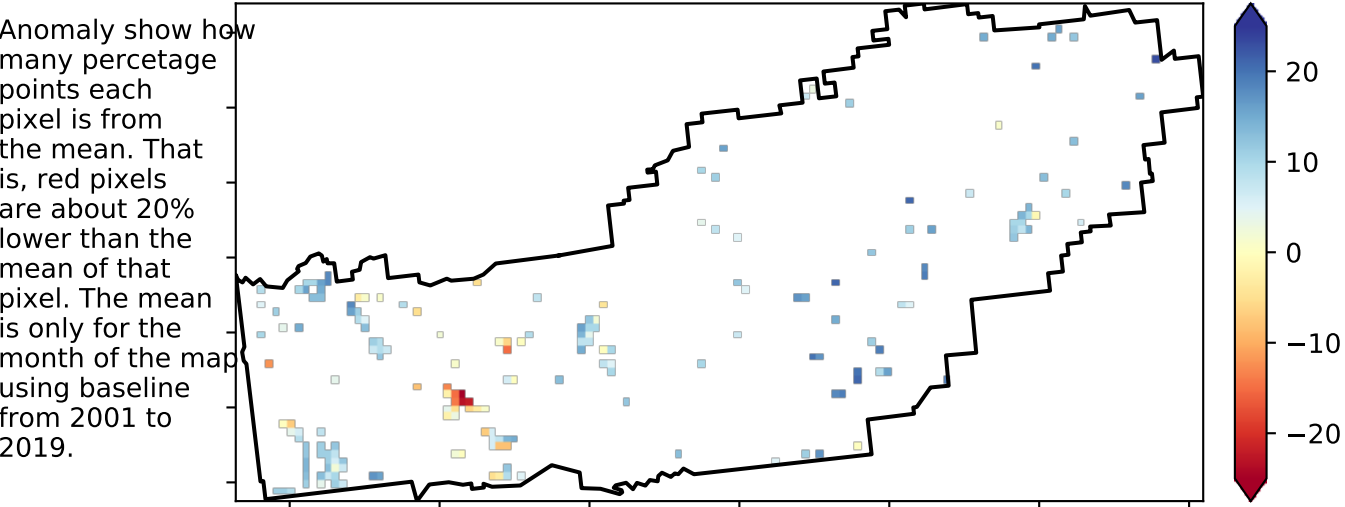 Anomaly show how
many percetage
points each
pixel is from
the mean. That
is, red pixels
are about 20%
lower than the
mean of that
pixel. The mean
is only for the
month of the map
using baseline
from 2001 to
2019.
20
10
0
−10
−20